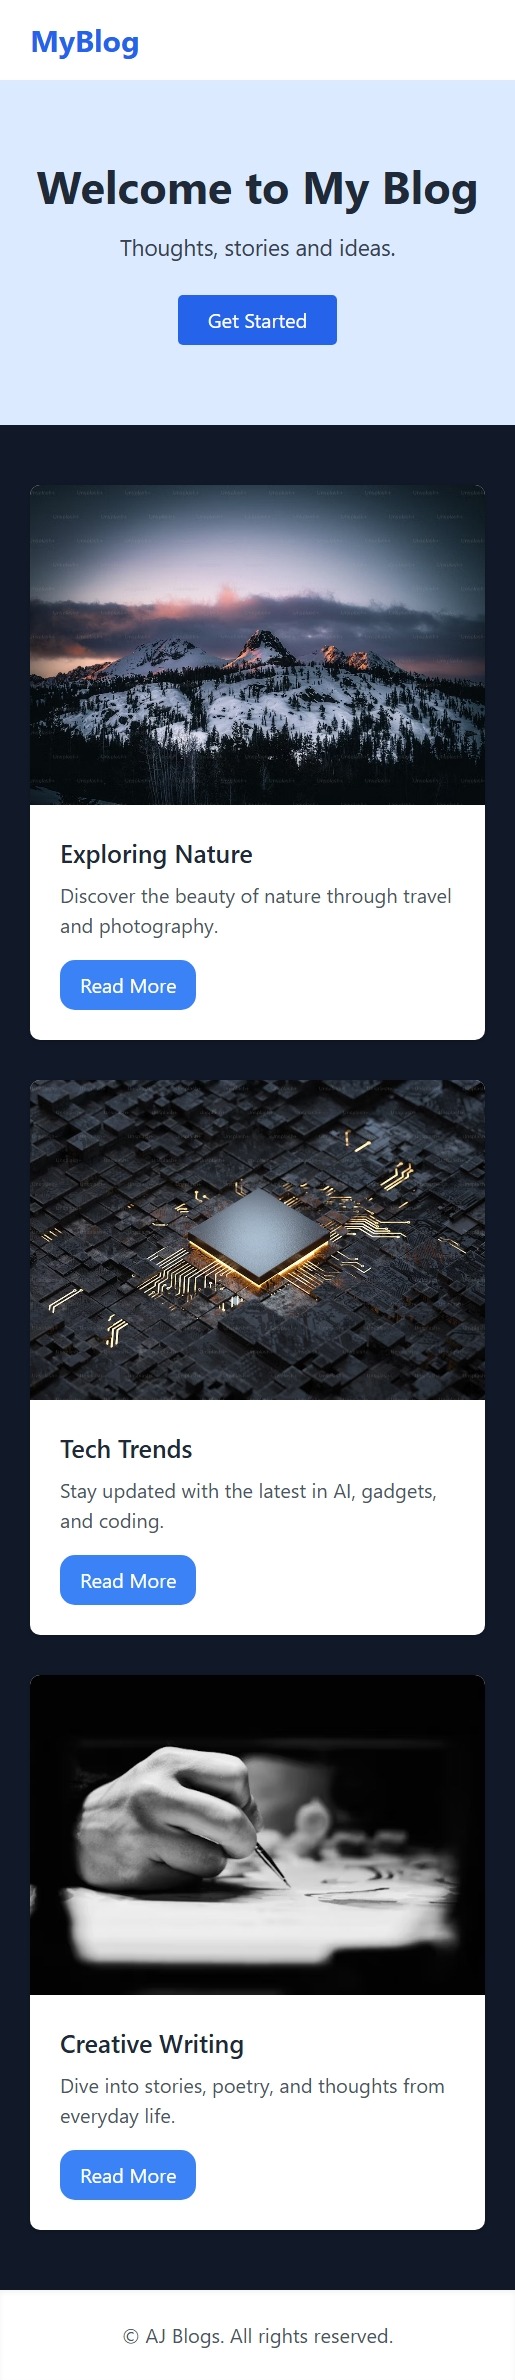 MyBlog
Welcome to My Blog
Thoughts, stories and ideas.
Get Started
Exploring Nature
Discover the beauty of nature through travel
and photography.
Read More
Tech Trends
Stay updated with the latest in AI, gadgets,
and coding.
Read More
Creative Writing
Dive into stories, poetry, and thoughts from
everyday life.
Read More
© AJ Blogs. All rights reserved.